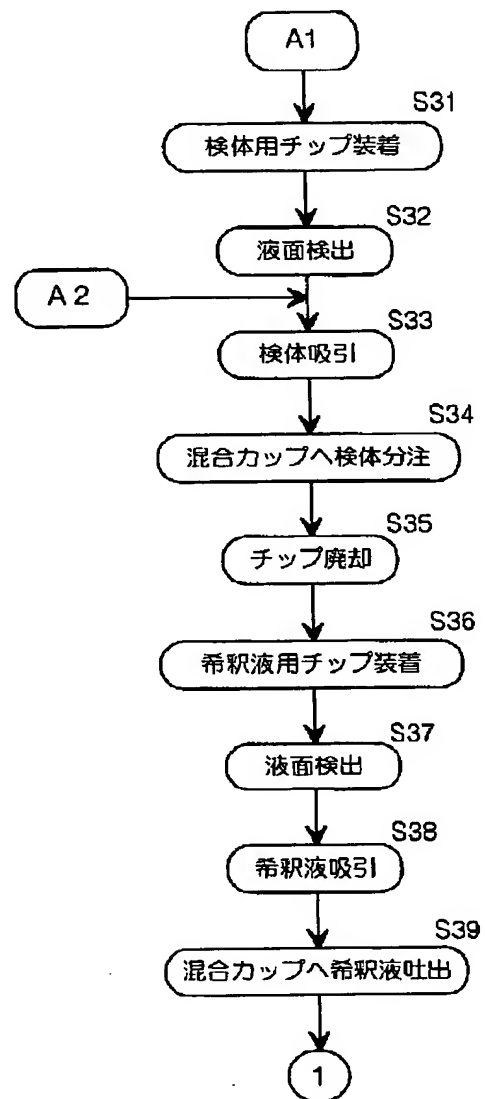 A1
S31
検体用チップ装着
S32
液面検出
A 2
S33
検体吸引
S34
混合カップへ検体分注
S35
チップ廃却
S36
希釈液用チップ装着
S37
液面検出
S38
希釈液吸引
S39
混合カップへ希釈液吐出
1